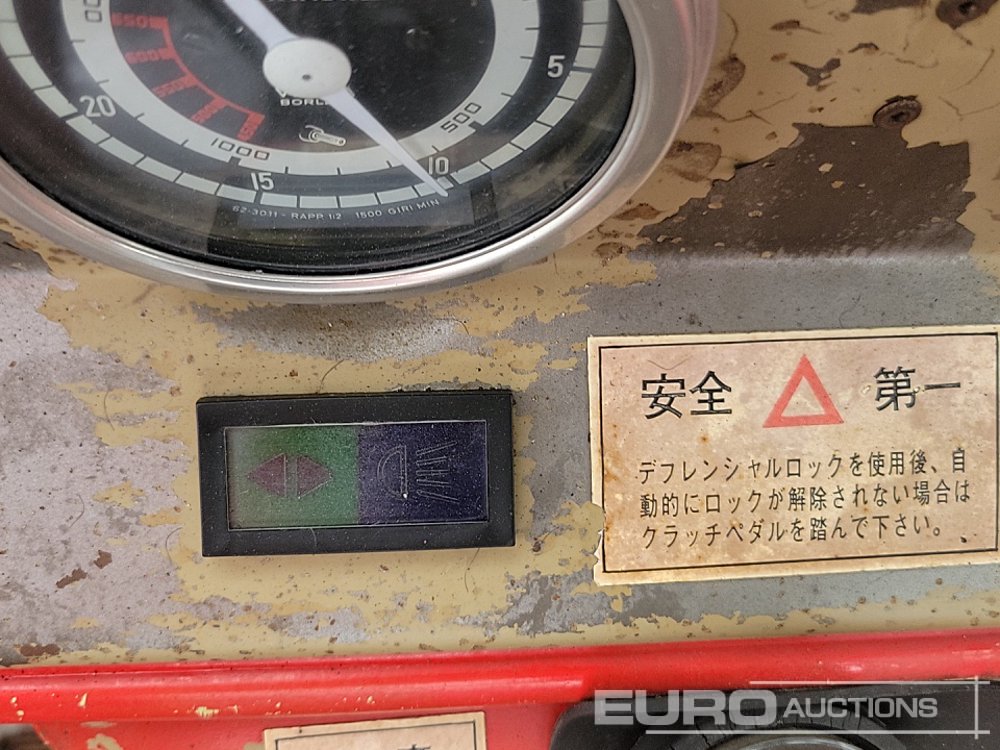 20
15
10
5
1000
500
BORLE
62-3011 - RAPP. 1:2 1500 GIRI MIN
安全 第一
デフレンシャルロックを使用後、自
動的にロックが解除されない場合は
クラッチペダルを踏んで下さい。
EURO AUCTIONS